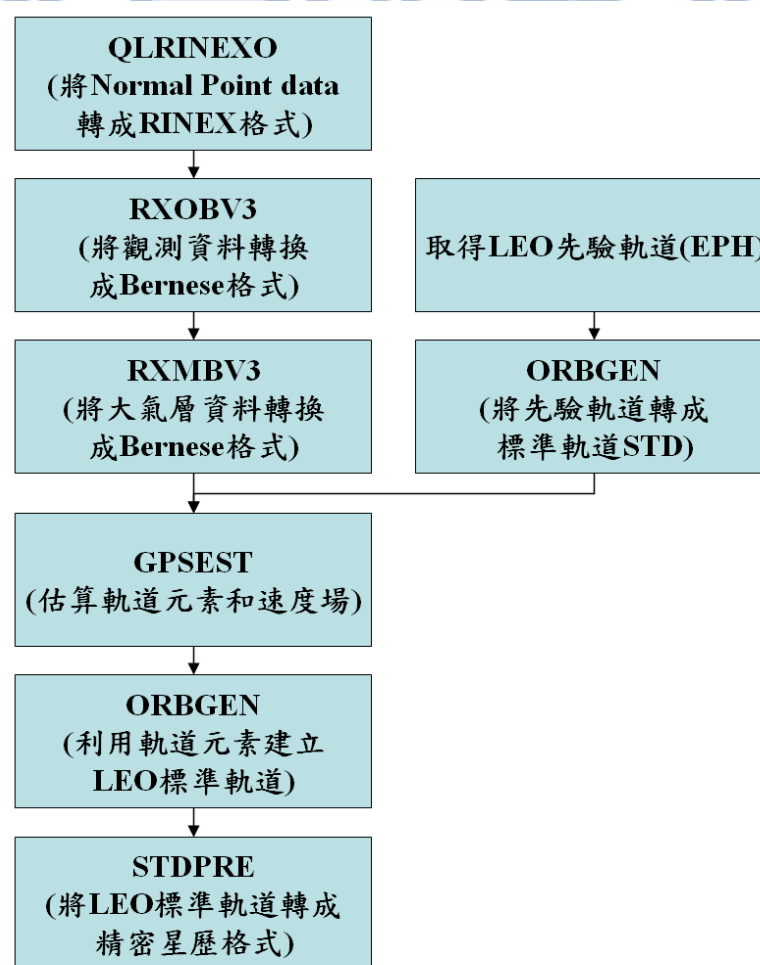 QLRINEXO
(將Normal Point data
轉成RINEX格式)
RXOBV3
(將觀測資料轉換
成Bernese格式)
取得LEO先驗軌道(EPH)
RXMBV3
(將大氣層資料轉換
成Bernese格式)
ORBGEN
(將先驗軌道轉成
標準軌道STD)
GPSEST
(估算軌道元素和速度場)
ORBGEN
(利用軌道元素建立
LEO標準軌道)
STDPRE
(將LEO標準軌道轉成
精密星歷格式)